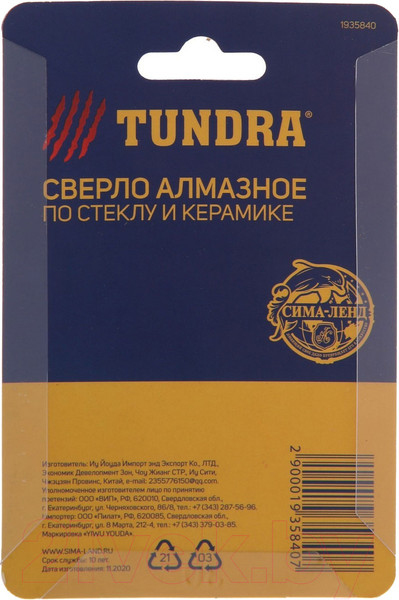 1935840
TUNDRA®
СВЕРЛО АЛМАЗНОЕ
ПО СТЕКЛУ И КЕРАМИКЕ
СИМА-ЛЕНД
Изготовитель: Иу Йоуда Импорт энд Экспорт Ко., ЛТД.,
Экономик Деволопмент Зон, Чоу Жианг СТР., Иу Сити,
Чжэцзян Провинс, Китай, e-mail: 2355776150@qq.com.
Уполномоченное изготовителем лицо по принятию
претензий: ООО «ВИП», РФ, 620010, Свердловская обл.,
г. Екатеринбург, ул. Черняховского, 86/8, тел.: +7 (343) 287-56-96.
Импортер: ООО «Пилат», РФ, 620085, Свердловская обл.,
г. Екатеринбург, ул. 8 Марта, 212-4, тел.: +7 (343) 379-03-85.
Маркировка «YIWU YOUDA».
WWW.SIMA-LAND.RU
Срок службы: 10 лет.
Дата изготовления: 11.2020
21
03
2900019358407